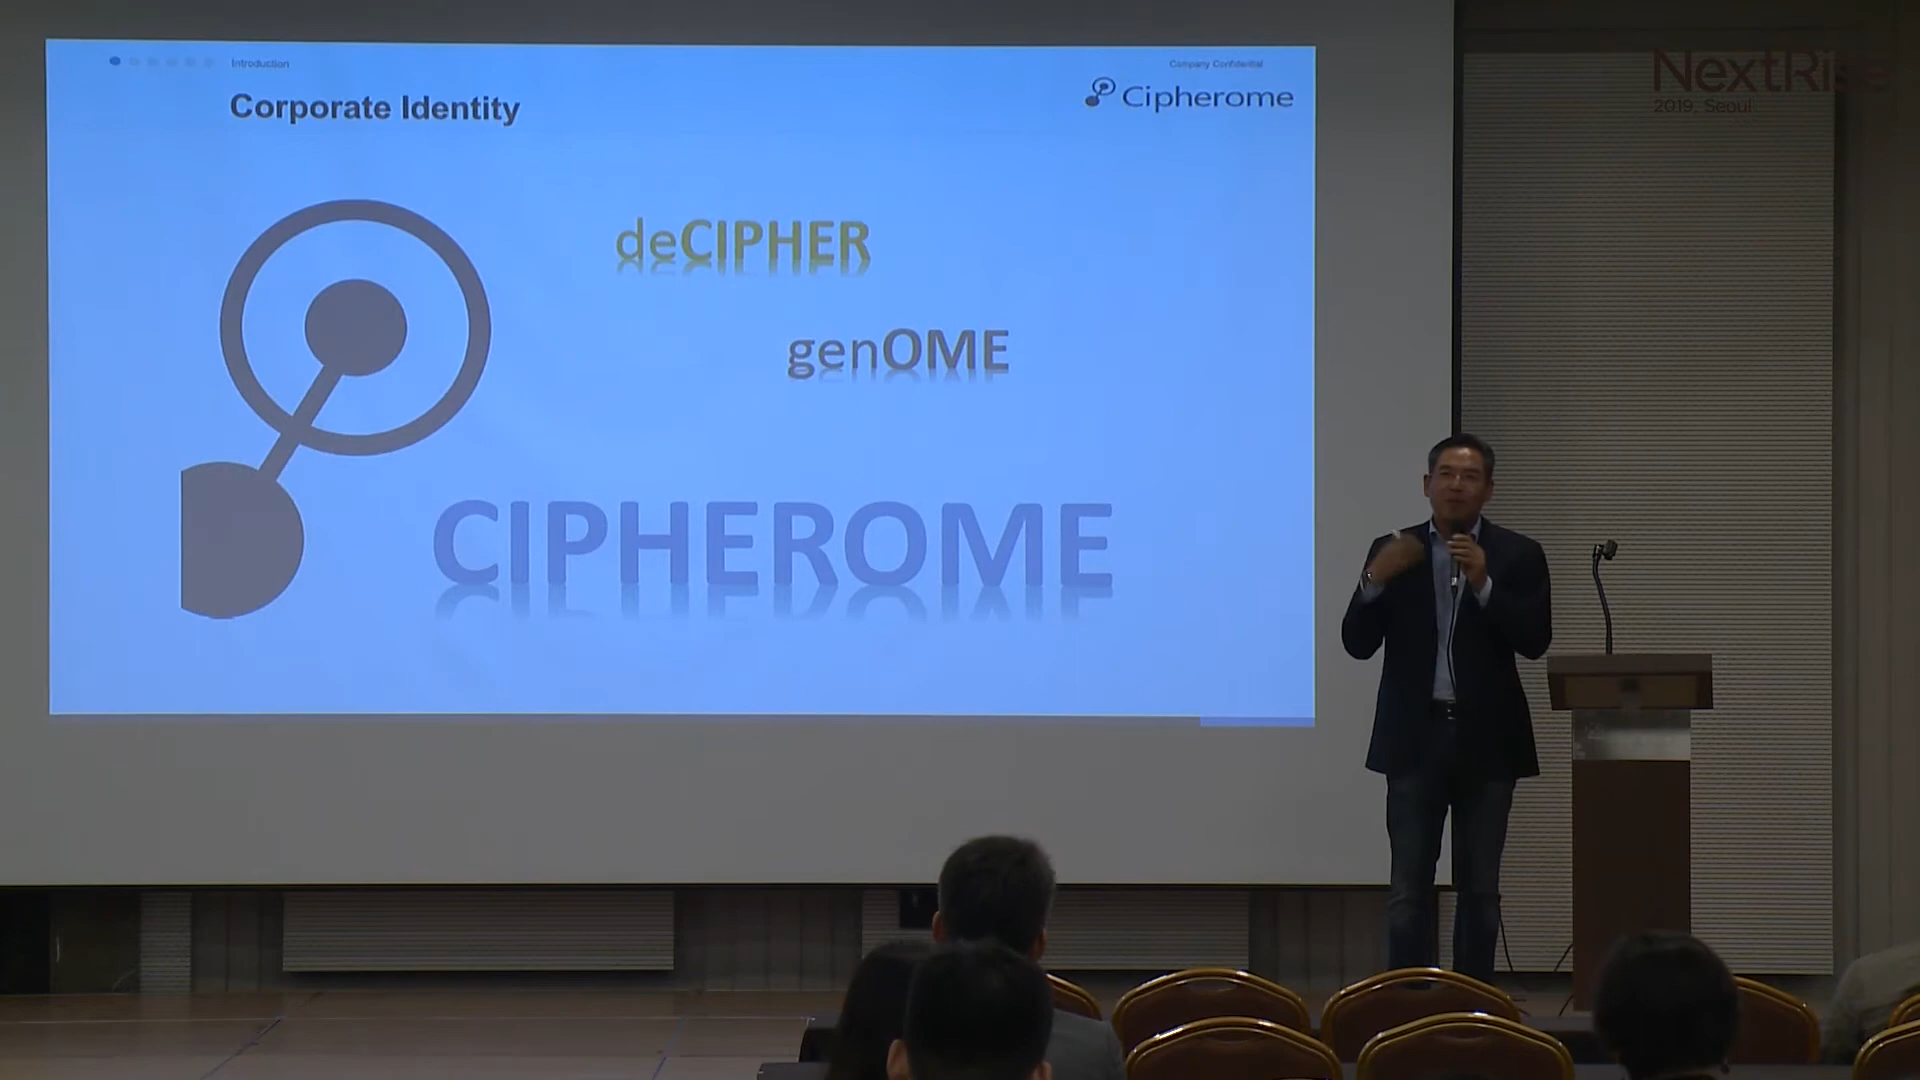 Introduction
Company Confidential
Corporate Identity
Cipherome
deCIPHER
genOME
CIPHEROME
NextRise
2019, Seoul